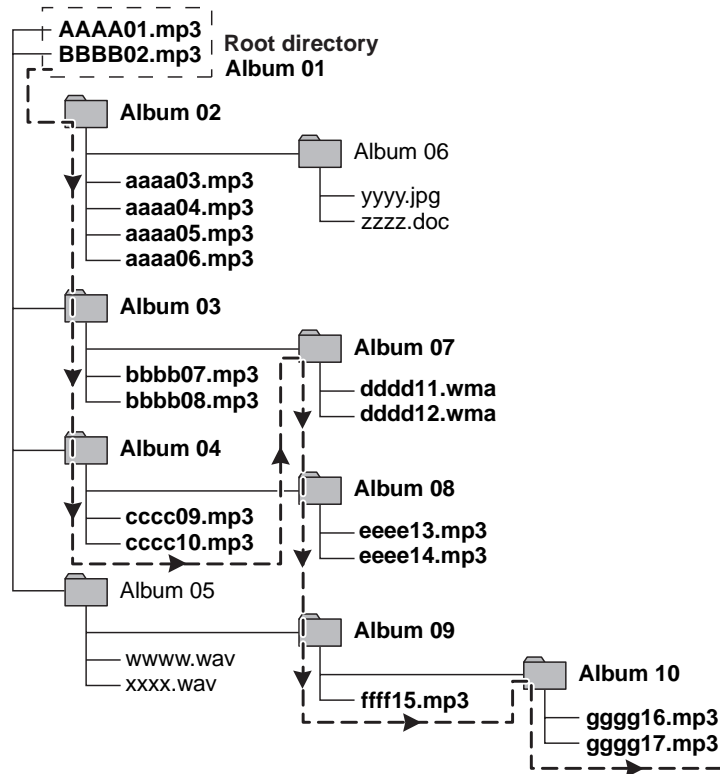 AAAA01.mp3
BBBB02.mp3
Root directory
Album 01
Album 02
Album 06
aaaa03.mp3
aaaa04.mp3
aaaa05.mp3
aaaa06.mp3
yyyy.jpg
zzzz.doc
Album 03
Album 07
bbbb07.mp3
bbbb08.mp3
dddd11.wma
dddd12.wma
Album 04
Album 08
cccc09.mp3
cccc10.mp3
eeee13.mp3
eeee14.mp3
Album 05
Album 09
wwww.wav
xxxx.wav
ffff15.mp3
Album 10
gggg16.mp3
gggg17.mp3